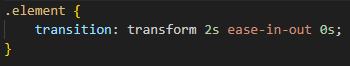 .element {
    transition: transform 2s ease-in-out 0s;
}